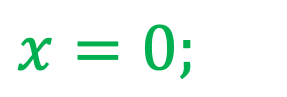 x = 0;